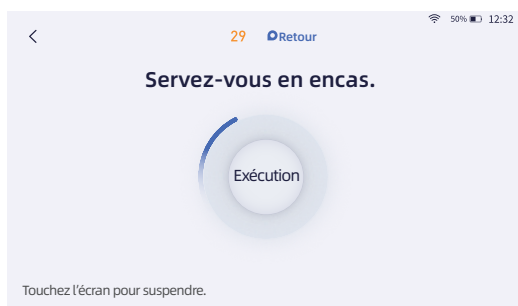 50% 12:32
29 Retour
Servez-vous en encas.
Exécution
Touchez l'écran pour suspendre.